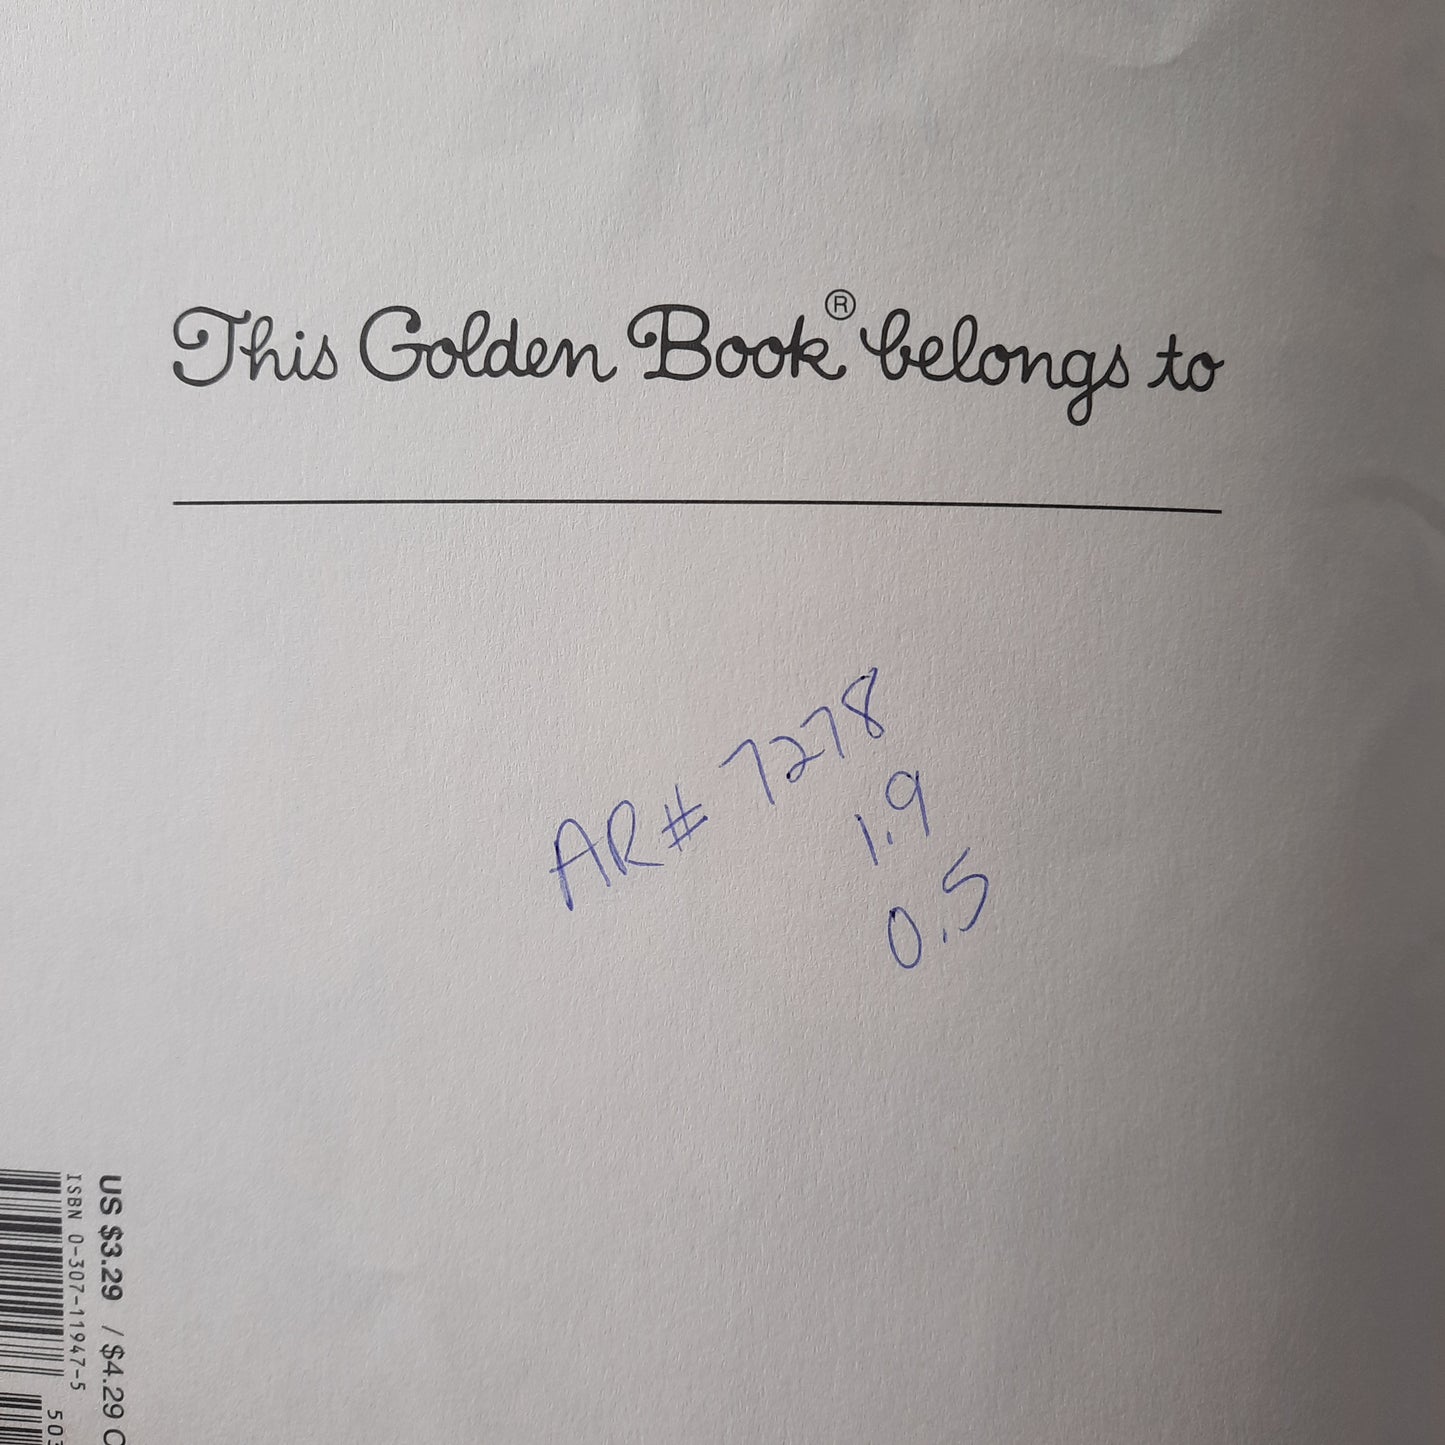 This Golden Book® belongs to
AR# 7278
1.9
0.5
US $3.29 / $4.29 C
ISBN 0-307-11947-5
503